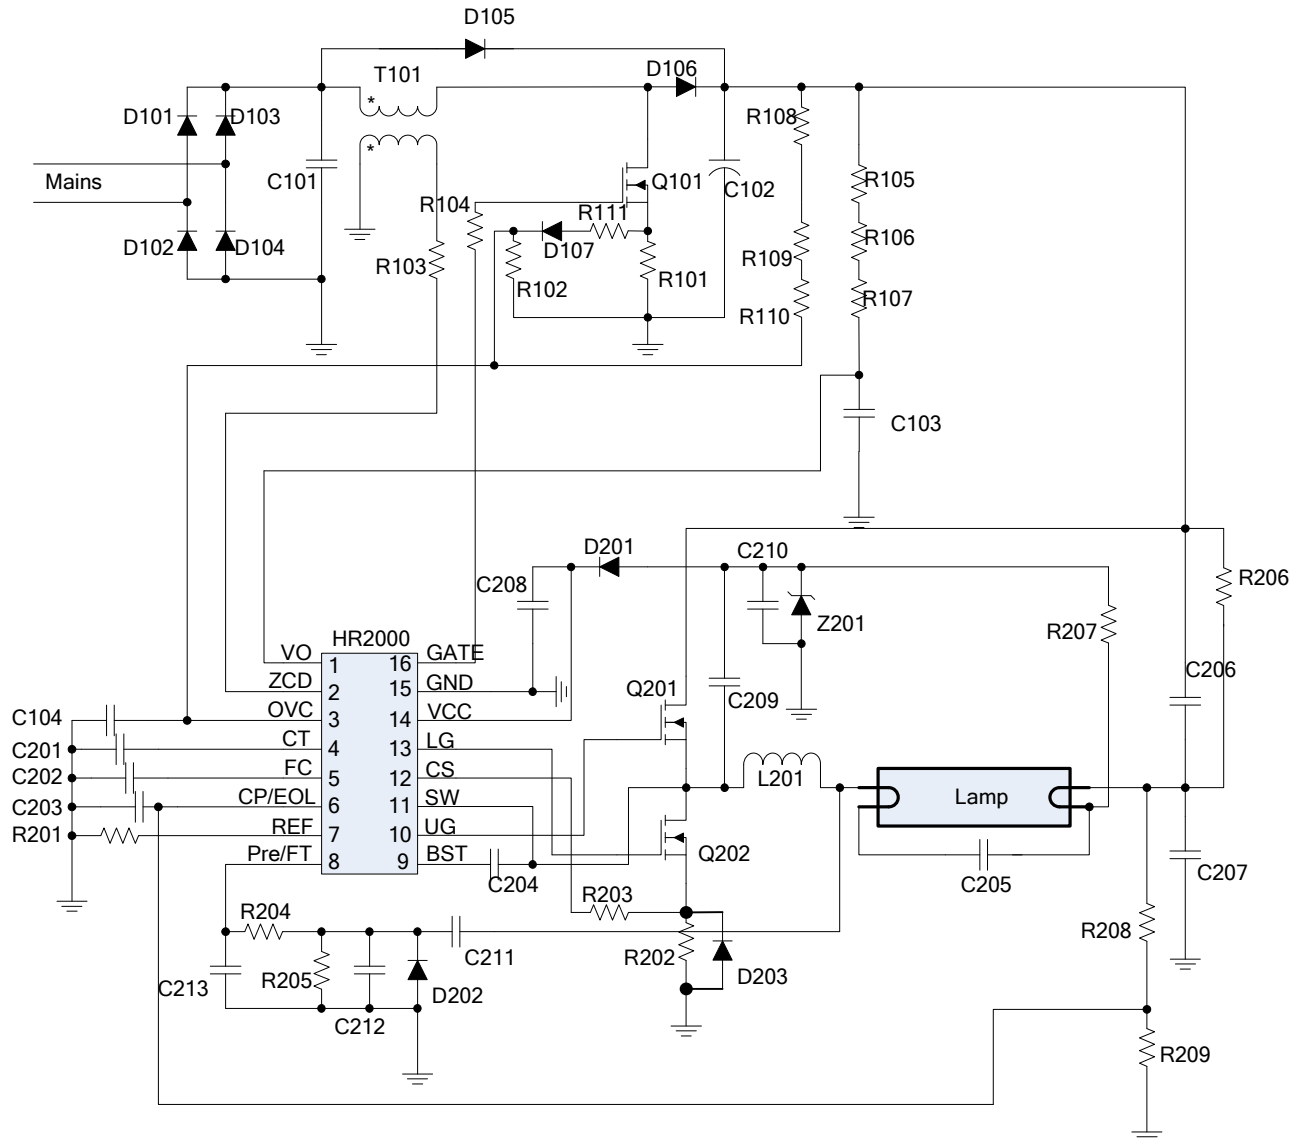 D105
T101
D106
D101
D103
R108
*
*
Mains
C101
Q101
C102
R105
R104
R111
D102
D104
D107
R106
R103
R109
R102
R101
R107
R110
C103
D201
C210
C208
R206
Z201
R207
HR2000
VO 1 16 GATE
ZCD 2 15 GND
C104 OVC 3 14 VCC
C201 CT 4 13 LG
C202 FC 5 12 CS
C203 CP/EOL 6 11 SW
R201 REF 7 10 UG
Pre/FT 8 9 BST
Q201
C209
C206
L201
Lamp
Q202
C204
C205
C207
R203
R204
R208
C211
R202
D203
C213
R205
D202
C212
R209